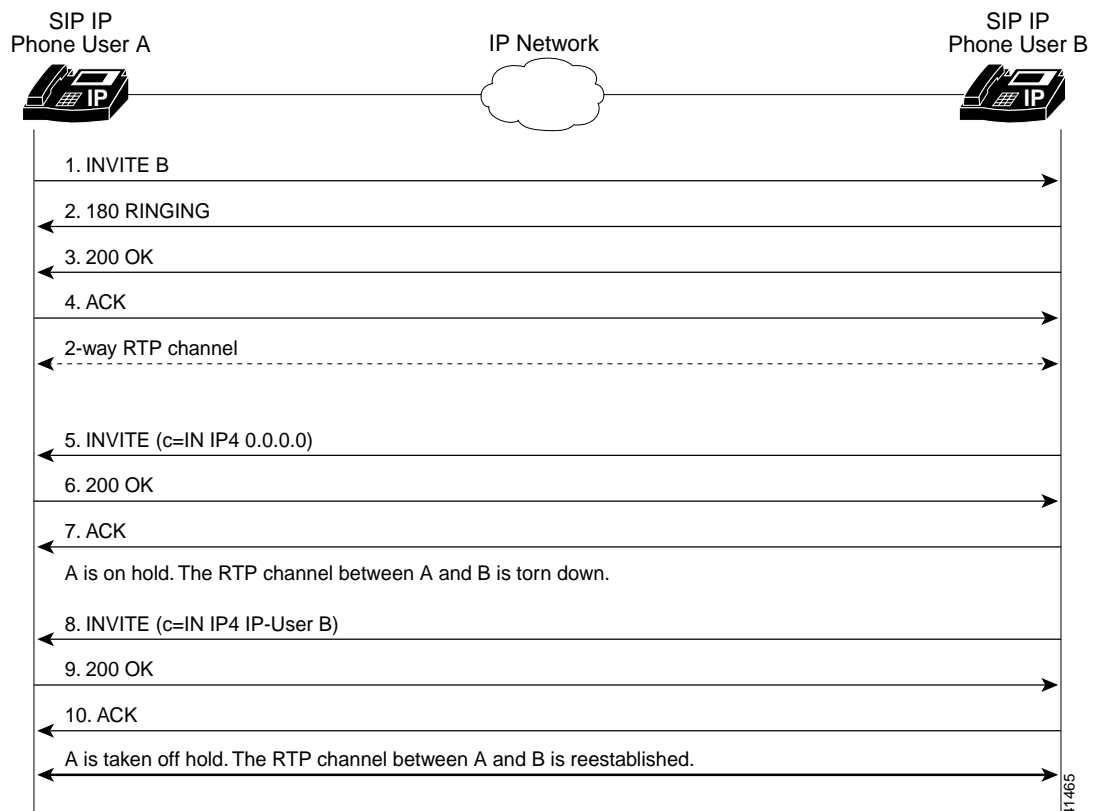 SIP IP
Phone User A
IP Network
SIP IP
Phone User B
IP
IP
1. INVITE B
2. 180 RINGING
3. 200 OK
4. ACK
2-way RTP channel
5. INVITE (c=IN IP4 0.0.0.0)
6. 200 OK
7. ACK
A is on hold. The RTP channel between A and B is torn down.
8. INVITE (c=IN IP4 IP-User B)
9. 200 OK
10. ACK
A is taken off hold. The RTP channel between A and B is reestablished.
41465